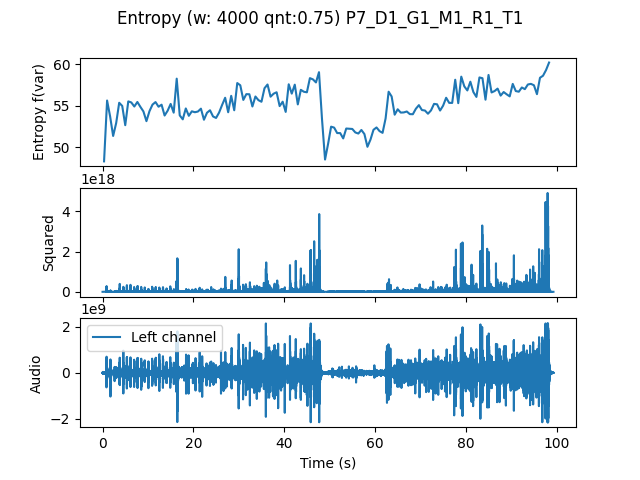 Entropy (w: 4000 qnt:0.75) P7_D1_G1_M1_R1_T1
Entropy f(var)
60
55
50
1e18
Squared
4
2
0
1e9
Audio
2
0
−2
Left channel
0 20 40 60 80 100
Time (s)